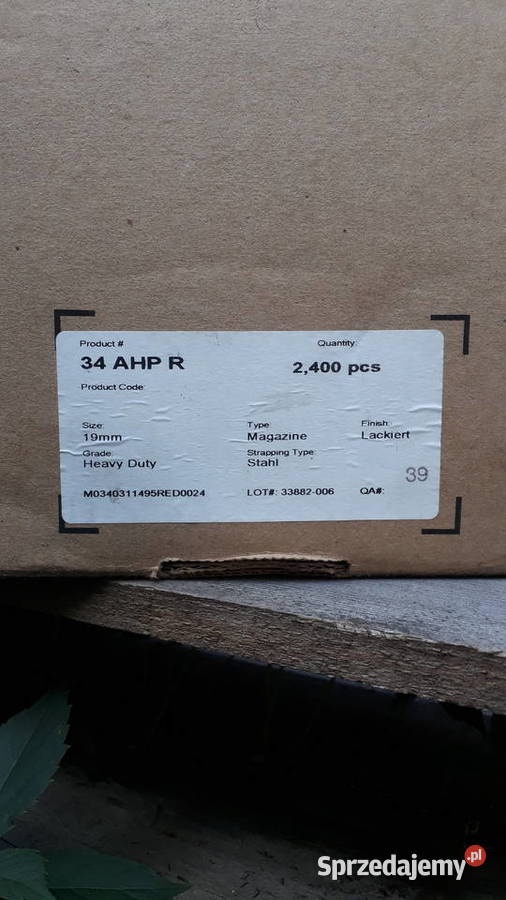 Product # Quantity:
34 AHP R 2,400 pcs
Product Code:
Size: Type: Finish:
19mm Magazine Lackiert
Grade: Strapping Type:
Heavy Duty Stahl
39
M0340311495RED0024 LOT#: 33882-006 QA#:
Sprzedajemy.pl